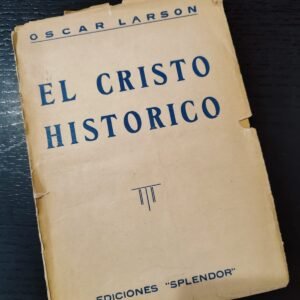 OSCAR LARSON
EL CRISTO
HISTORICO
EDICIONES "SPLENDOR"